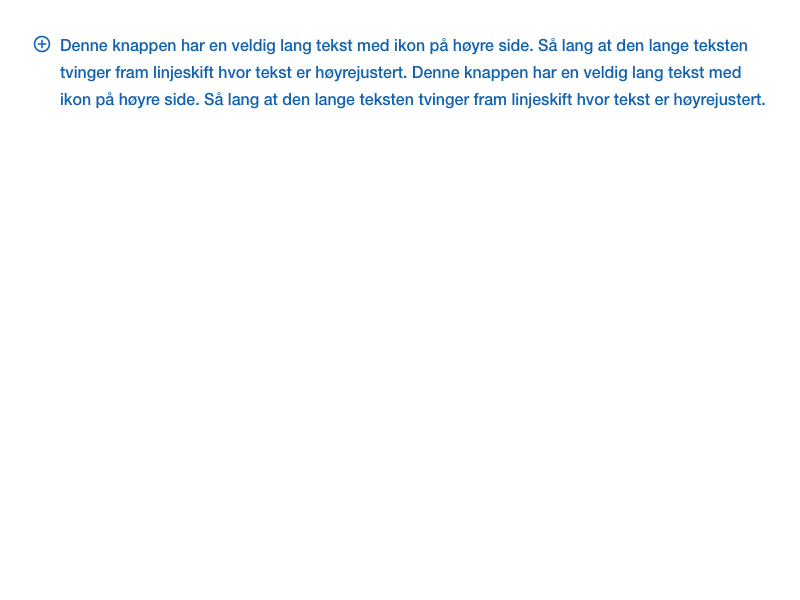 Denne knappen har en veldig lang tekst med ikon på høyre side. Så lang at den lange teksten
tvinger fram linjeskift hvor tekst er høyrejustert. Denne knappen har en veldig lang tekst med
ikon på høyre side. Så lang at den lange teksten tvinger fram linjeskift hvor tekst er høyrejustert.